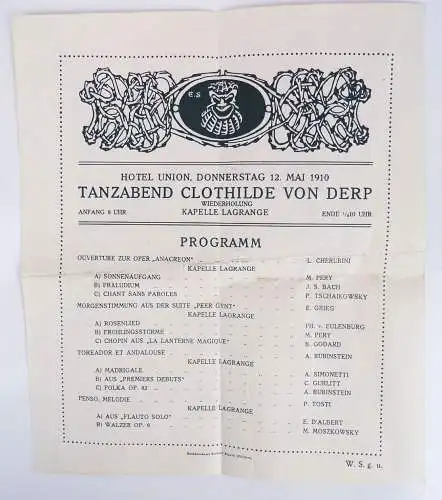 E.S
HOTEL UNION, DONNERSTAG 12. MAI 1910
TANZABEND CLOTHILDE VON DERP
WIEDERHOLUNG
ANFANG 8 UHR KAPELLE LAGRANGE ENDE ¼10 UHR
PROGRAMM
OUVERTURE ZUR OPER „ANACREON" L. CHERUBINI
KAPELLE LAGRANGE
A) SONNENAUFGANG M. PERY
B) PRÄLUDIUM J. S. BACH
C) CHANT SANS PAROLES P. TSCHAIKOWSKY
MORGENSTIMMUNG AUS DER SUITE „PEER GYNT" E. GRIEG
KAPELLE LAGRANGE
A) ROSENLIED PH. v. EULENBURG
B) FRÜHLINGSSTÜRME M. PERY
C) CHOPIN AUS „LA LANTERNE MAGIQUE" B. GODARD
TOREADOR ET ANDALOUSE A. RUBINSTEIN
KAPELLE LAGRANGE
A) MADRIGALE A. SIMONETTI
B) AUS „PREMIERS DEBUTS" C. GURLITT
C) POLKA OP. 82 A. RUBINSTEIN
PENSO, MELODIE P. TOSTI
KAPELLE LAGRANGE
A) AUS „FLAUTO SOLO" E. D'ALBERT
B) WALZER OP. 8 M. MOSZKOWSKY
W. S. g. u.